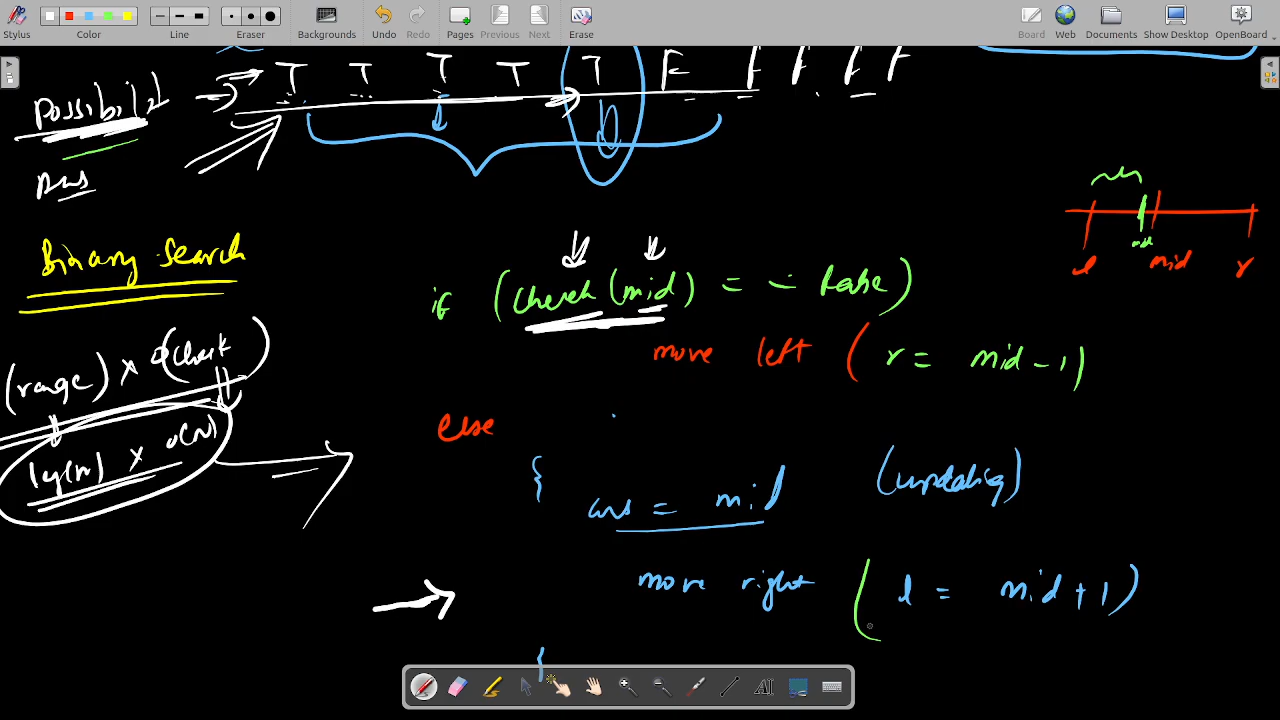 Stylus Color Line Eraser Backgrounds Undo Redo Pages Previous Next Erase Board Web Documents Show Desktop OpenBoard
T T T T T F F F F F
ans
Binary Search
l mid mid r
if (check (mid) == false)
move left ( r = mid-1)
(range) × O(check)
else
{
log(n) × O(N)
ans = mid (updating)
move right ( l = mid+1)
{
AI